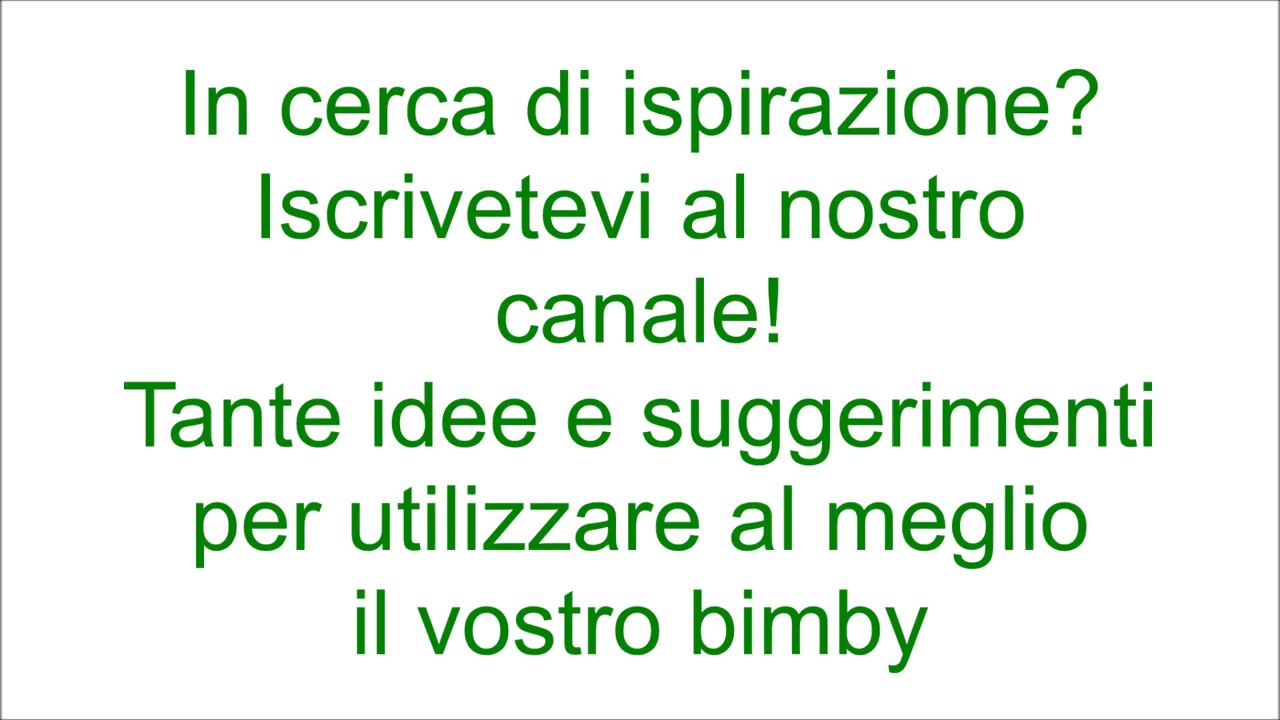 In cerca di ispirazione?
Iscrivetevi al nostro
canale!
Tante idee e suggerimenti
per utilizzare al meglio
il vostro bimby